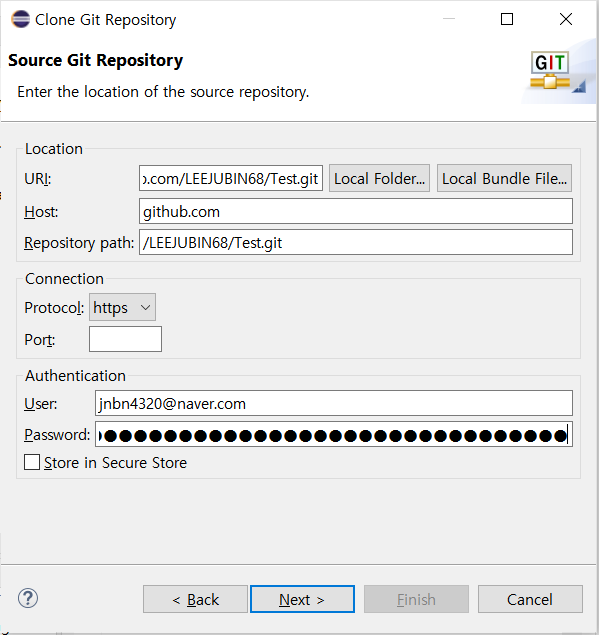 Clone Git Repository
Source Git Repository
Enter the location of the source repository.
GIT
Location
URI: b.com/LEEJUBIN68/Test.git Local Folder... Local Bundle File...
Host: github.com
Repository path: /LEEJUBIN68/Test.git
Connection
Protocol: https
Port:
Authentication
User: jnbn4320@naver.com
Password: ●●●●●●●●●●●●●●●●●●●●●●●●●●●●●●
Store in Secure Store
? < Back Next > Finish Cancel